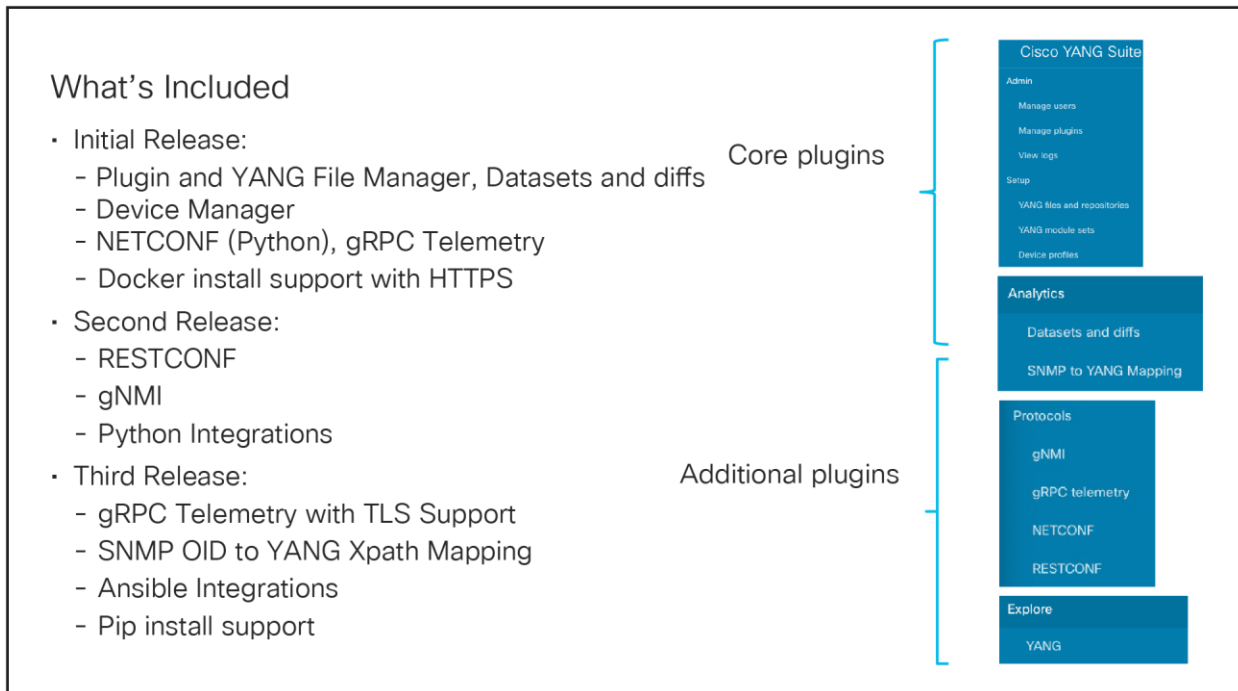 What's Included
· Initial Release:
- Plugin and YANG File Manager, Datasets and diffs
- Device Manager
- NETCONF (Python), gRPC Telemetry
- Docker install support with HTTPS
· Second Release:
- RESTCONF
- gNMI
- Python Integrations
· Third Release:
- gRPC Telemetry with TLS Support
- SNMP OID to YANG Xpath Mapping
- Ansible Integrations
- Pip install support
Core plugins
Additional plugins
Cisco YANG Suite
Admin
Manage users
Manage plugins
View logs
Setup
YANG files and repositories
YANG module sets
Device profiles
Analytics
Datasets and diffs
SNMP to YANG Mapping
Protocols
gNMI
gRPC telemetry
NETCONF
RESTCONF
Explore
YANG